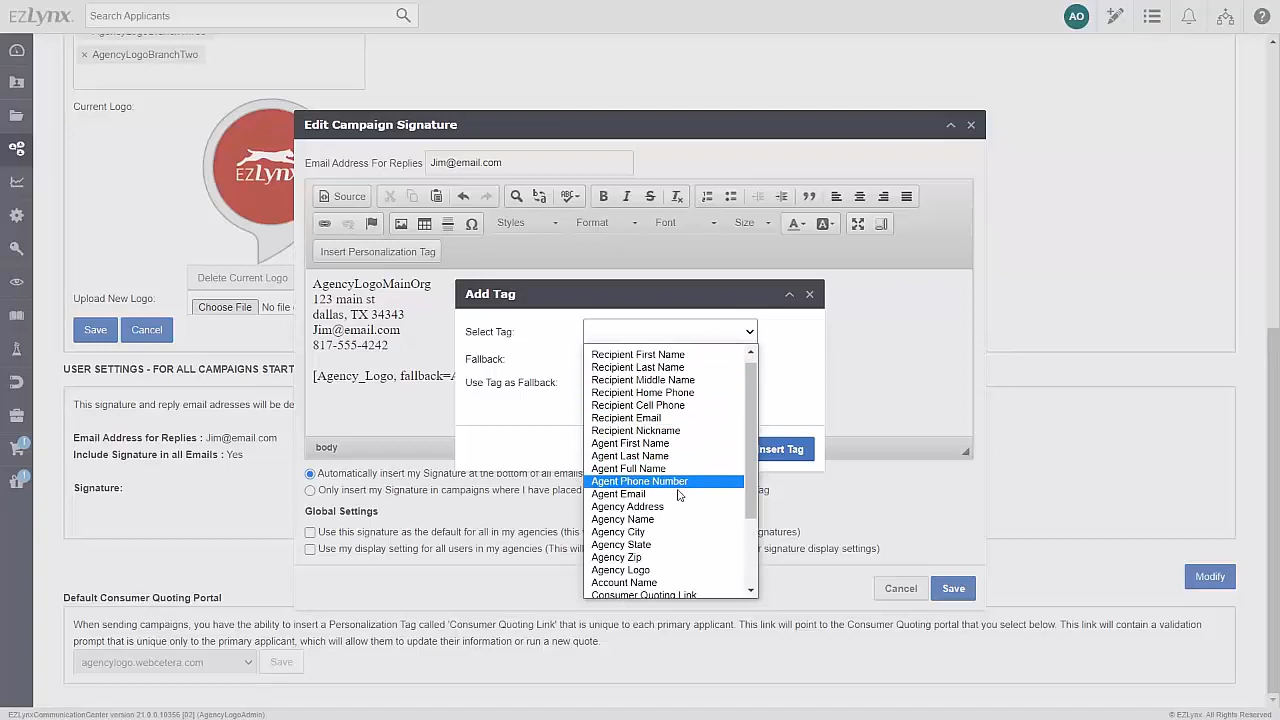 EZLynx
Search Applicants
AO
× AgencyLogoBranchTwo
Current Logo:
EZLynx
Delete Current Logo
Upload New Logo:
Choose File No file
Save
Cancel
USER SETTINGS - FOR ALL CAMPAIGNS START
This signature and reply email adresses will be de
Email Address for Replies : Jim@email.com
Include Signature in all Emails : Yes
Signature:
Modify
Default Consumer Quoting Portal
When sending campaigns, you have the ability to insert a Personalization Tag called 'Consumer Quoting Link' that is unique to each primary applicant. This link will point to the Consumer Quoting portal that you select below. This link will contain a validation
prompt that is unique only to the primary applicant, which will allow them to update their information or run a new quote.
agencylogo.webcetera.com
Save
EZLynxCommunicationCenter version 21.0.0.10356 [02] (AgencyLogoAdmin)
© EZLynx. All Rights Reserved
Edit Campaign Signature
Email Address For Replies
Jim@email.com
Source
Styles
Format
Font
Size
Insert Personalization Tag
AgencyLogoMainOrg
123 main st
dallas, TX 34343
Jim@email.com
817-555-4242
[Agency_Logo, fallback=A
body
Automatically insert my Signature at the bottom of all emails
Only insert my Signature in campaigns where I have placed
Global Settings
Use this signature as the default for all in my agencies (this
signatures)
Use my display setting for all users in my agencies (This will
signature display settings)
Cancel
Save
Add Tag
Select Tag:
Fallback:
Use Tag as Fallback:
Insert Tag
Recipient First Name
Recipient Last Name
Recipient Middle Name
Recipient Home Phone
Recipient Cell Phone
Recipient Email
Recipient Nickname
Agent First Name
Agent Last Name
Agent Full Name
Agent Phone Number
Agent Email
Agency Address
Agency Name
Agency City
Agency State
Agency Zip
Agency Logo
Account Name
Consumer Quoting Link